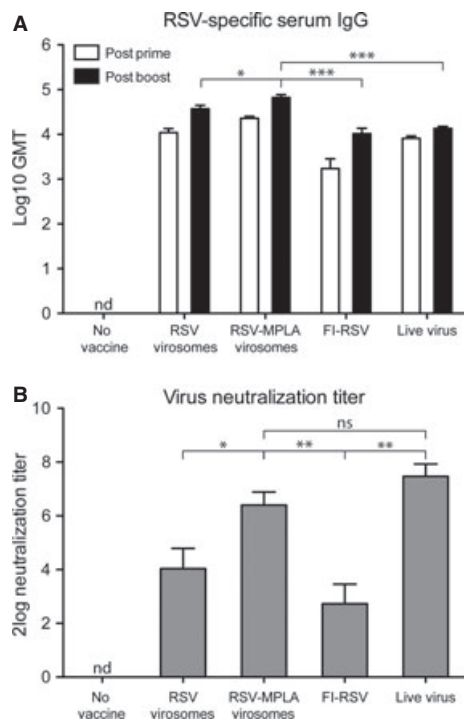 A
RSV-specific serum IgG
Post prime
Post boost
*
***
***
Log10 GMT
6
5
4
3
2
1
0
nd
No vaccine
RSV virosomes
RSV-MPLA virosomes
FI-RSV
Live virus
B
Virus neutralization titer
ns
*
**
**
2log neutralization titer
10
8
6
4
2
0
nd
No vaccine
RSV virosomes
RSV-MPLA virosomes
FI-RSV
Live virus